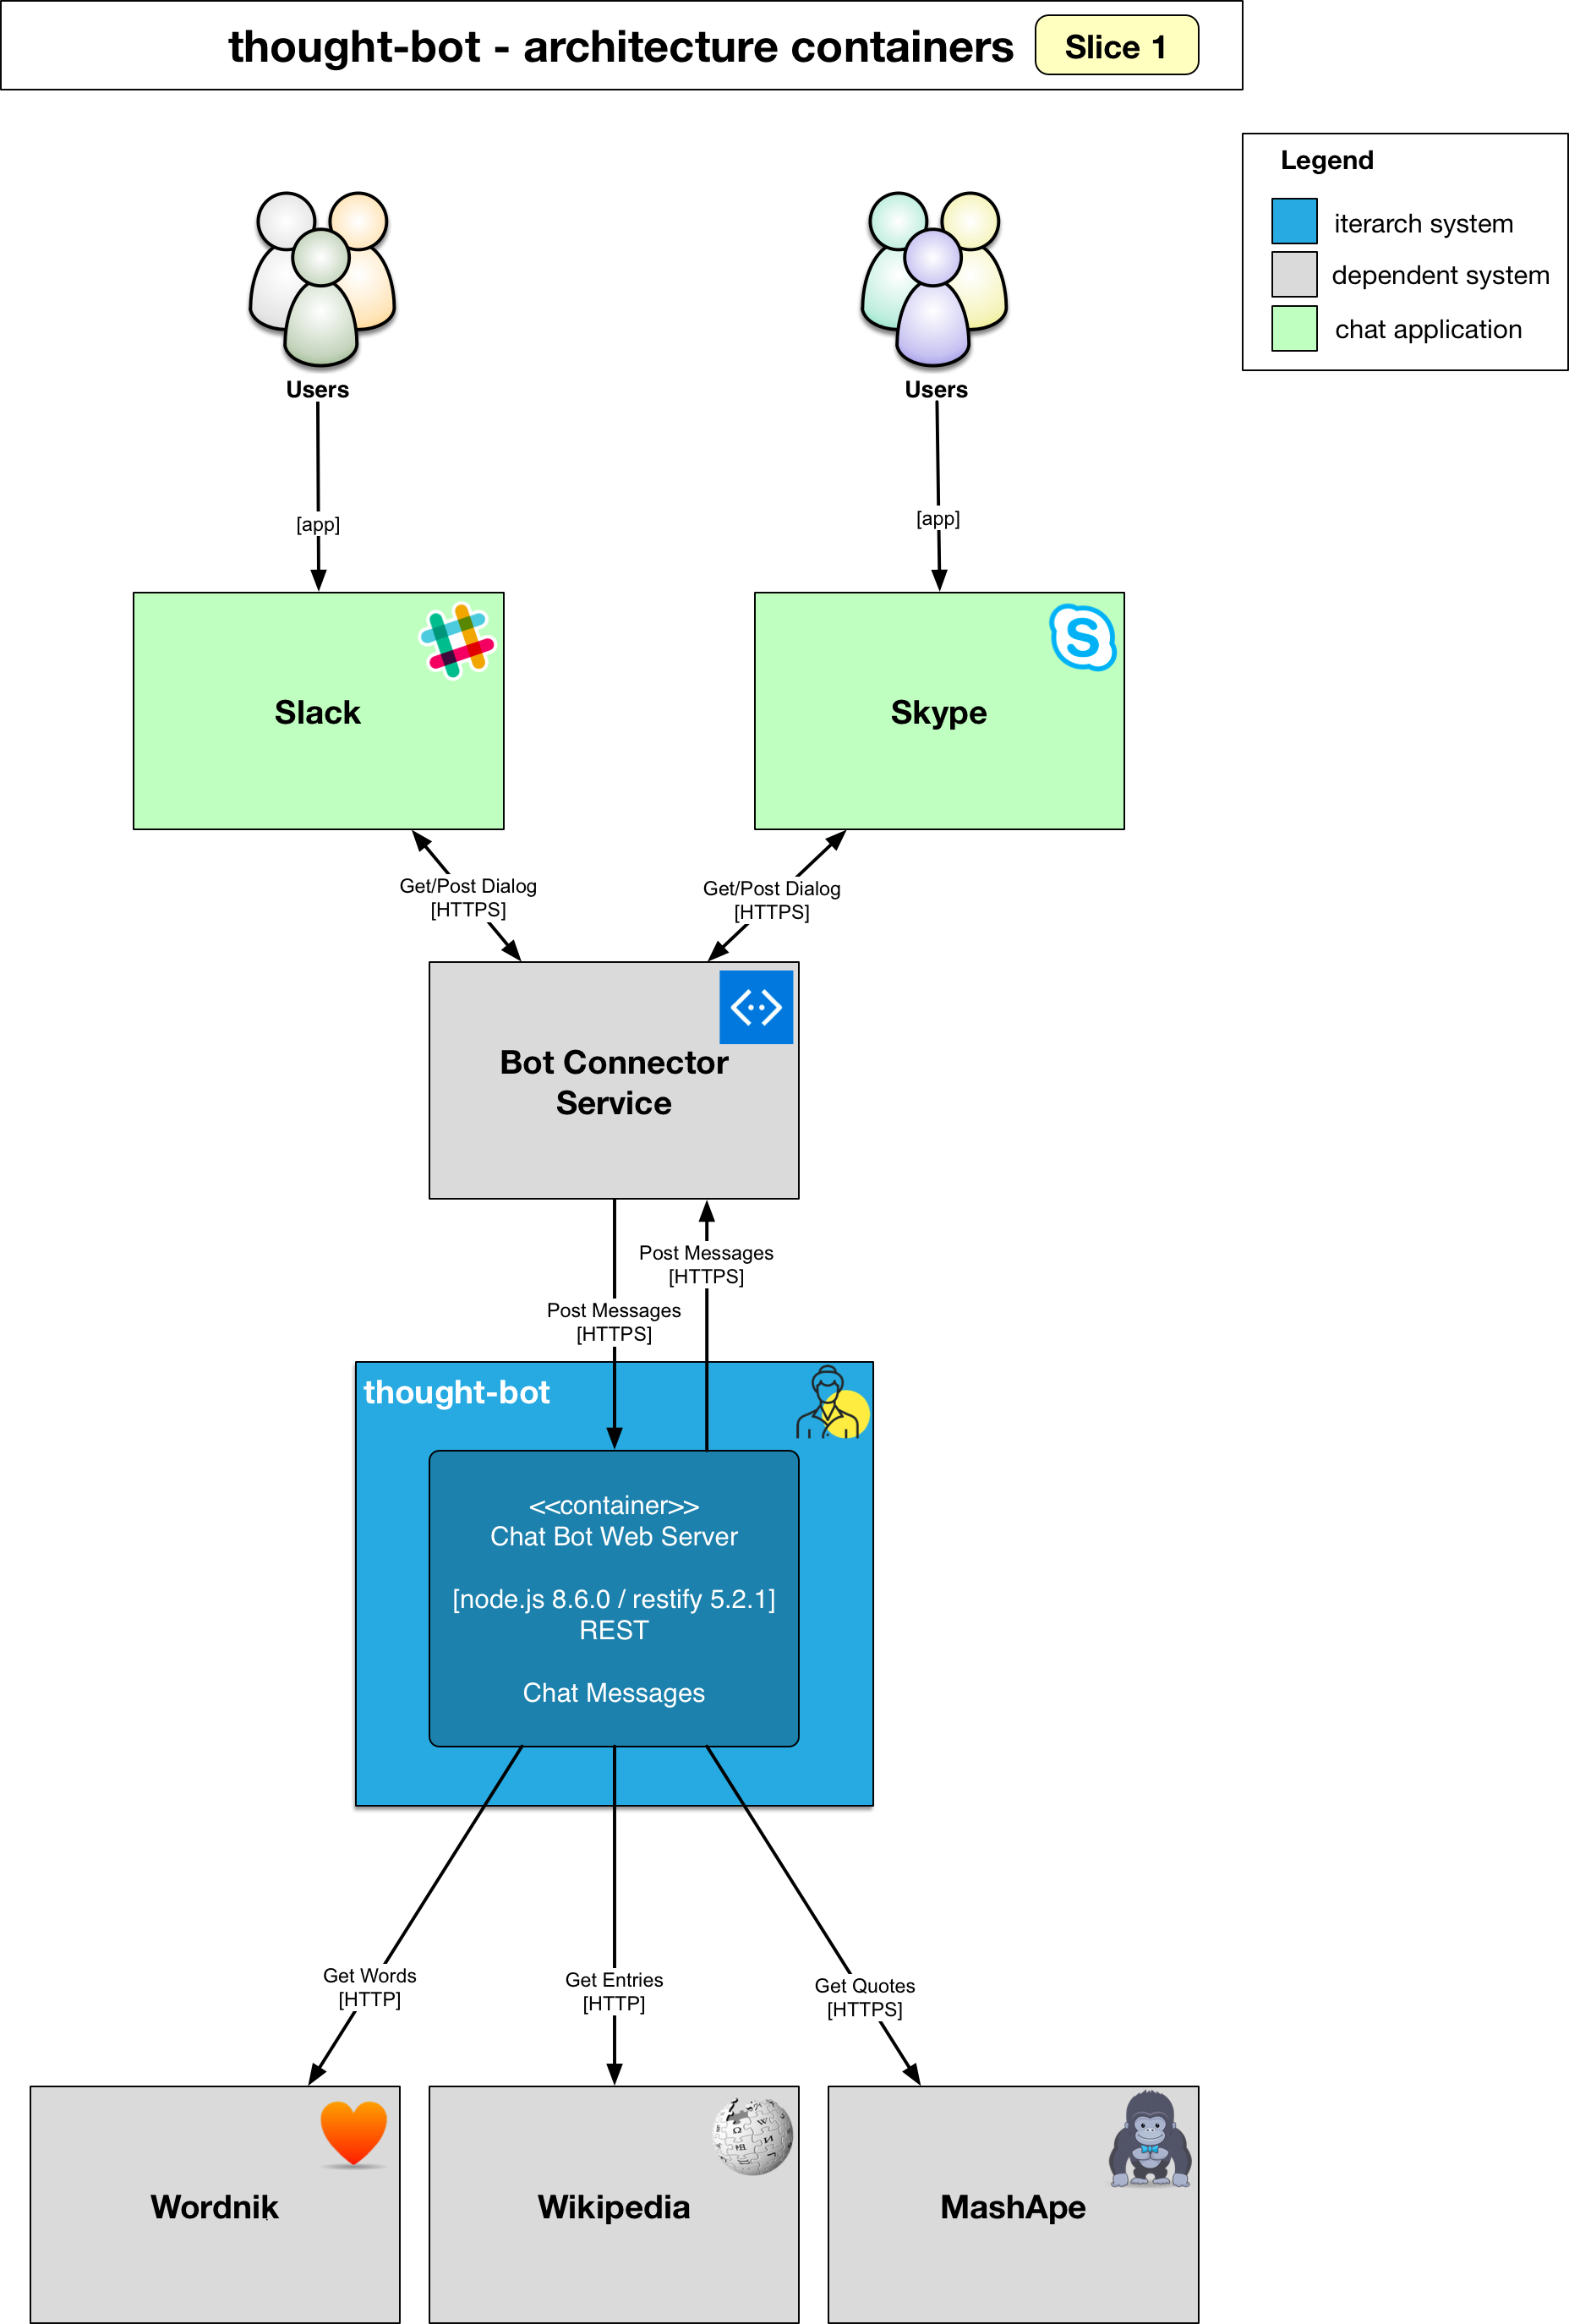 thought-bot - architecture containers
Slice 1
Legend
iterarch system
dependent system
chat application
Users
Users
[app]
[app]
Slack
Skype
Get/Post Dialog
[HTTPS]
Get/Post Dialog
[HTTPS]
Bot Connector
Service
Post Messages
[HTTPS]
Post Messages
[HTTPS]
thought-bot
<<container>>
Chat Bot Web Server
[node.js 8.6.0 / restify 5.2.1]
REST
Chat Messages
Get Words
[HTTP]
Get Entries
[HTTP]
Get Quotes
[HTTPS]
Wordnik
Wikipedia
MashApe